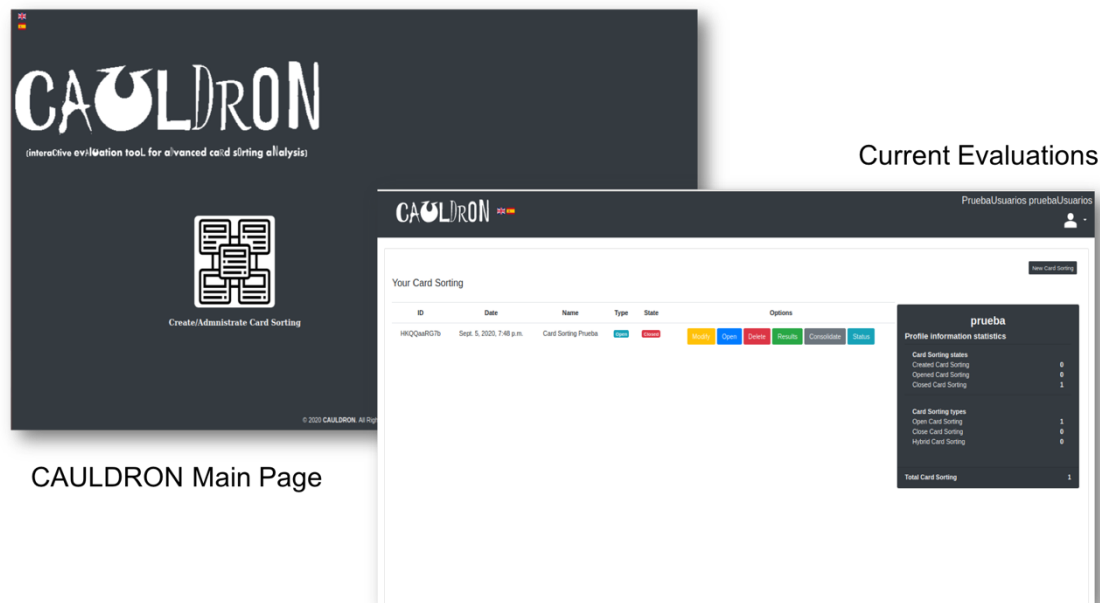 CAULDRON
(interaCtive evAlUation tooL for aDvanced caRd sOrting aNalysis)
Create/Admnistrate Card Sorting
© 2020 CAULDRON. All Righ
CAULDRON Main Page
Current Evaluations
CAULDRON
PruebaUsuarios pruebaUsuarios
New Card Sorting
Your Card Sorting
ID Date Name Type State Options
HKQQaaRG7b Sept. 5, 2020, 7:48 p.m. Card Sorting Prueba Open Closed Modify Open Delete Results Consolidate Status
prueba
Profile information statistics
Card Sorting states
Created Card Sorting 0
Opened Card Sorting 0
Closed Card Sorting 1
Card Sorting types
Open Card Sorting 1
Close Card Sorting 0
Hybrid Card Sorting 0
Total Card Sorting 1